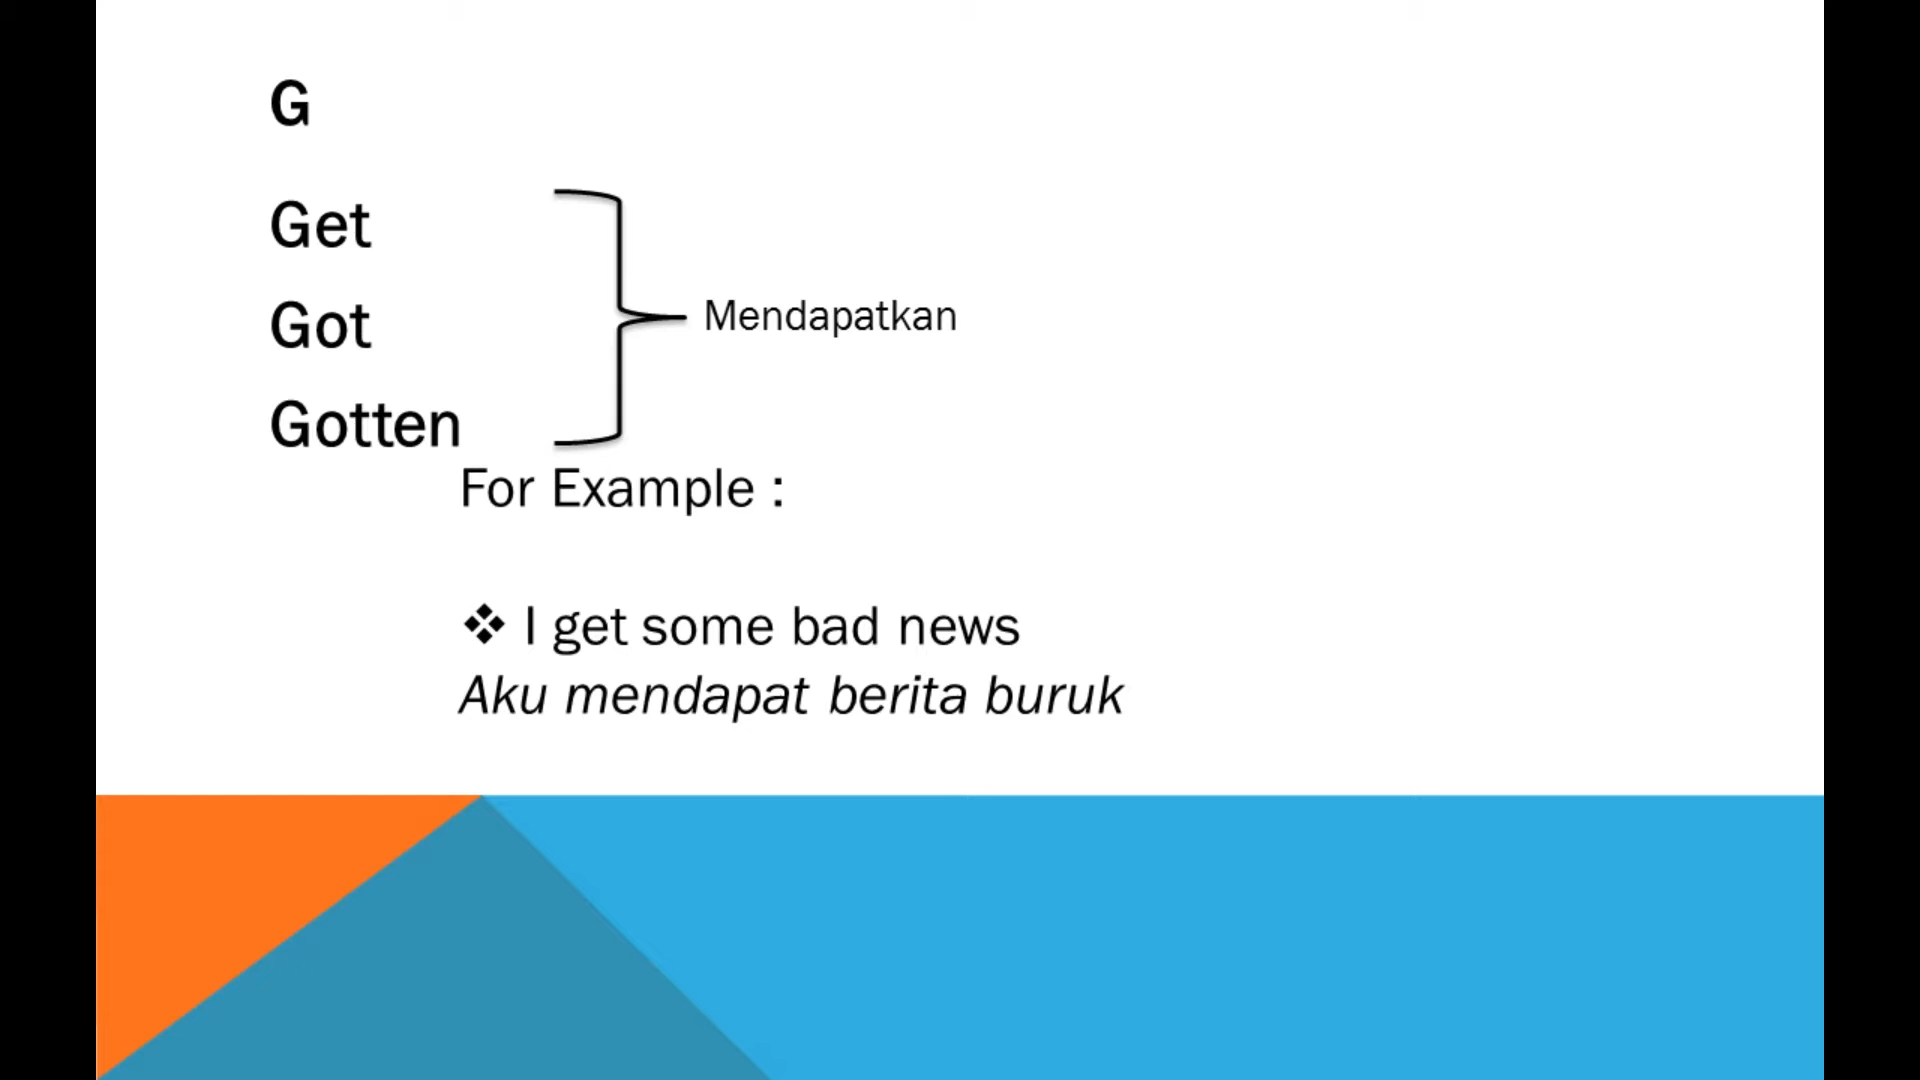 G
Get
Got
Gotten
Mendapatkan
For Example :
❖ I get some bad news
Aku mendapat berita buruk